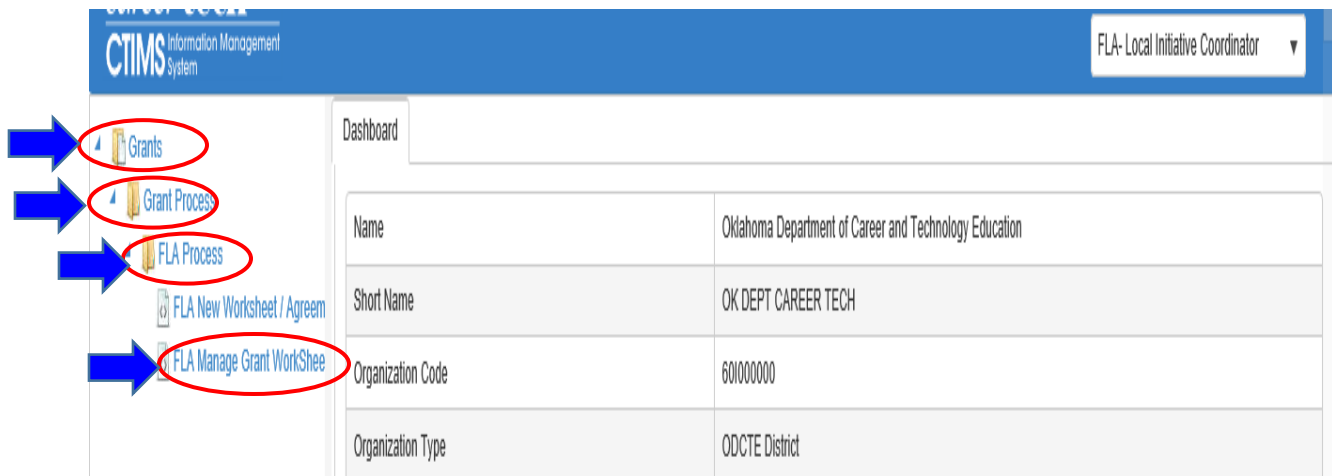 CTIMS Information Management System
FLA- Local Initiative Coordinator
Grants
Grant Process
FLA Process
FLA New Worksheet / Agreem
FLA Manage Grant WorkShee
Dashboard
Name Oklahoma Department of Career and Technology Education
Short Name OK DEPT CAREER TECH
Organization Code 60I000000
Organization Type ODCTE District